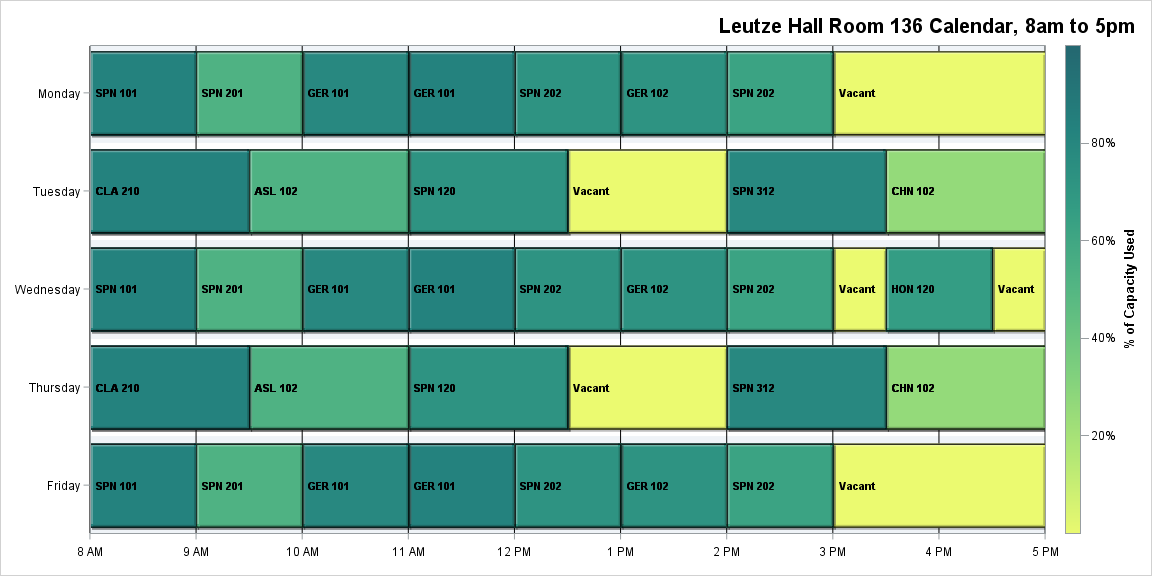 Leutze Hall Room 136 Calendar, 8am to 5pm
Monday
SPN 101
SPN 201
GER 101
GER 101
SPN 202
GER 102
SPN 202
Vacant
Tuesday
CLA 210
ASL 102
SPN 120
Vacant
SPN 312
CHN 102
Wednesday
SPN 101
SPN 201
GER 101
GER 101
SPN 202
GER 102
SPN 202
Vacant
HON 120
Vacant
Thursday
CLA 210
ASL 102
SPN 120
Vacant
SPN 312
CHN 102
Friday
SPN 101
SPN 201
GER 101
GER 101
SPN 202
GER 102
SPN 202
Vacant
8 AM
9 AM
10 AM
11 AM
12 PM
1 PM
2 PM
3 PM
4 PM
5 PM
80%
60%
40%
20%
% of Capacity Used